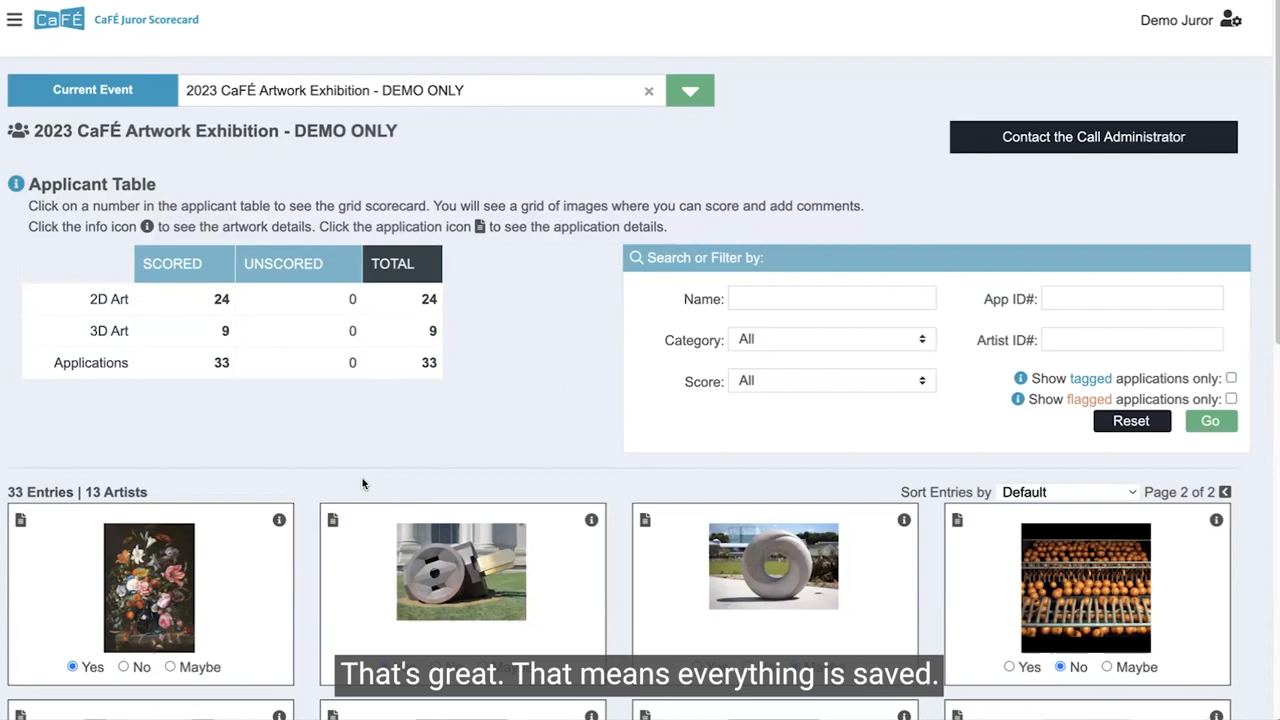 CaFÉ CaFÉ Juror Scorecard
Demo Juror
Current Event 2023 CaFÉ Artwork Exhibition - DEMO ONLY ×
2023 CaFÉ Artwork Exhibition - DEMO ONLY
Contact the Call Administrator
Applicant Table
Click on a number in the applicant table to see the grid scorecard. You will see a grid of images where you can score and add comments.
Click the info icon to see the artwork details. Click the application icon to see the application details.
SCORED UNSCORED TOTAL
2D Art 24 0 24
3D Art 9 0 9
Applications 33 0 33
Search or Filter by:
Name: App ID#:
Category: All Artist ID#:
Score: All
Show tagged applications only:
Show flagged applications only:
Reset Go
33 Entries | 13 Artists
Sort Entries by Default Page 2 of 2
Yes No Maybe
Yes No Maybe
That's great. That means everything is saved.